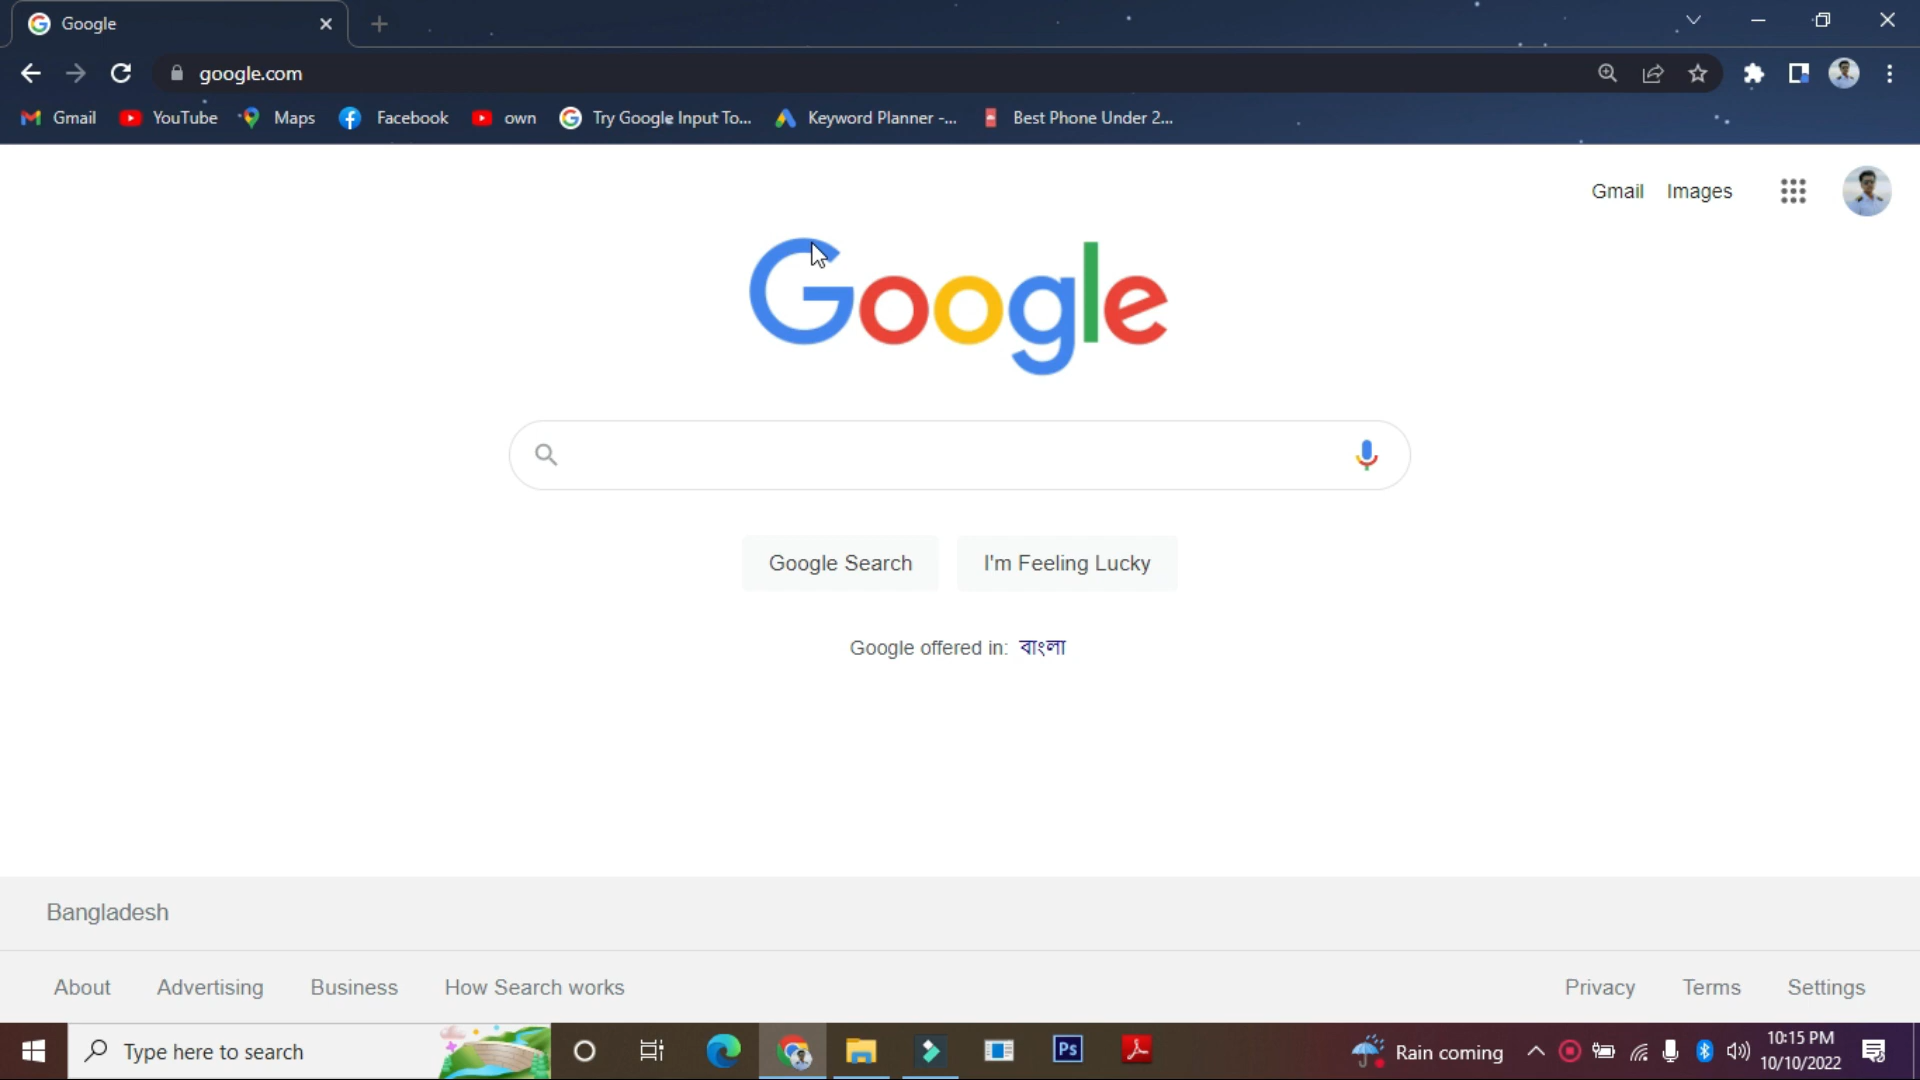 Google
google.com
Gmail YouTube Maps Facebook own Try Google Input To... Keyword Planner -... Best Phone Under 2...
Gmail Images
Google
Google Search I'm Feeling Lucky
Google offered in: বাংলা
Bangladesh
About Advertising Business How Search works Privacy Terms Settings
Type here to search Ps Rain coming 10:15 PM
10/10/2022